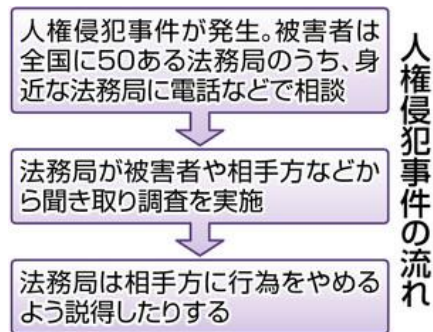 人権侵犯事件の流れ
人権侵犯事件が発生。被害者は
全国に50ある法務局のうち、身
近な法務局に電話などで相談
法務局が被害者や相手方などか
ら聞き取り調査を実施
法務局は相手方に行為をやめる
よう説得したりする